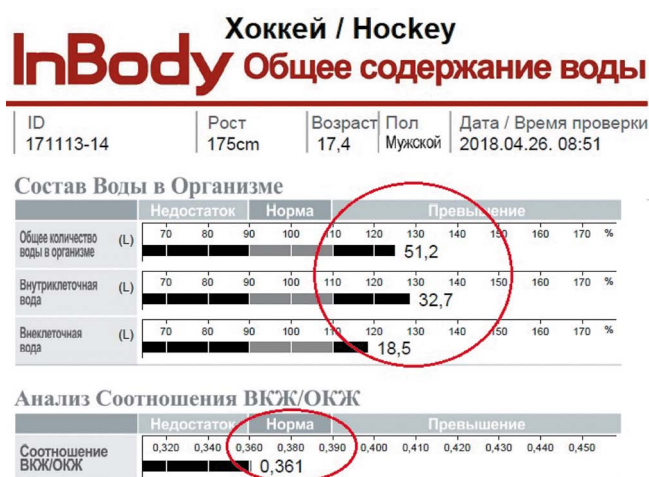 Хоккей / Hockey
InBody Общее содержание воды
ID Рост Возраст Пол Дата / Время проверки
171113-14 175cm 17,4 Мужской 2018.04.26. 08:51
Состав Воды в Организме
Недостаток Норма Превышение
Общее количество воды в организме (L) 70 80 90 100 110 120 130 140 150 160 170 %
51,2
Внутриклеточная вода (L) 70 80 90 100 110 120 130 140 150 160 170 %
32,7
Внеклеточная вода (L) 70 80 90 100 110 120 130 140 150 160 170 %
18,5
Анализ Соотношения ВКЖ/ОКЖ
Недостаток Норма Превышение
Соотношение ВКЖ/ОКЖ 0,320 0,340 0,360 0,380 0,390 0,400 0,410 0,420 0,430 0,440 0,450
0,361